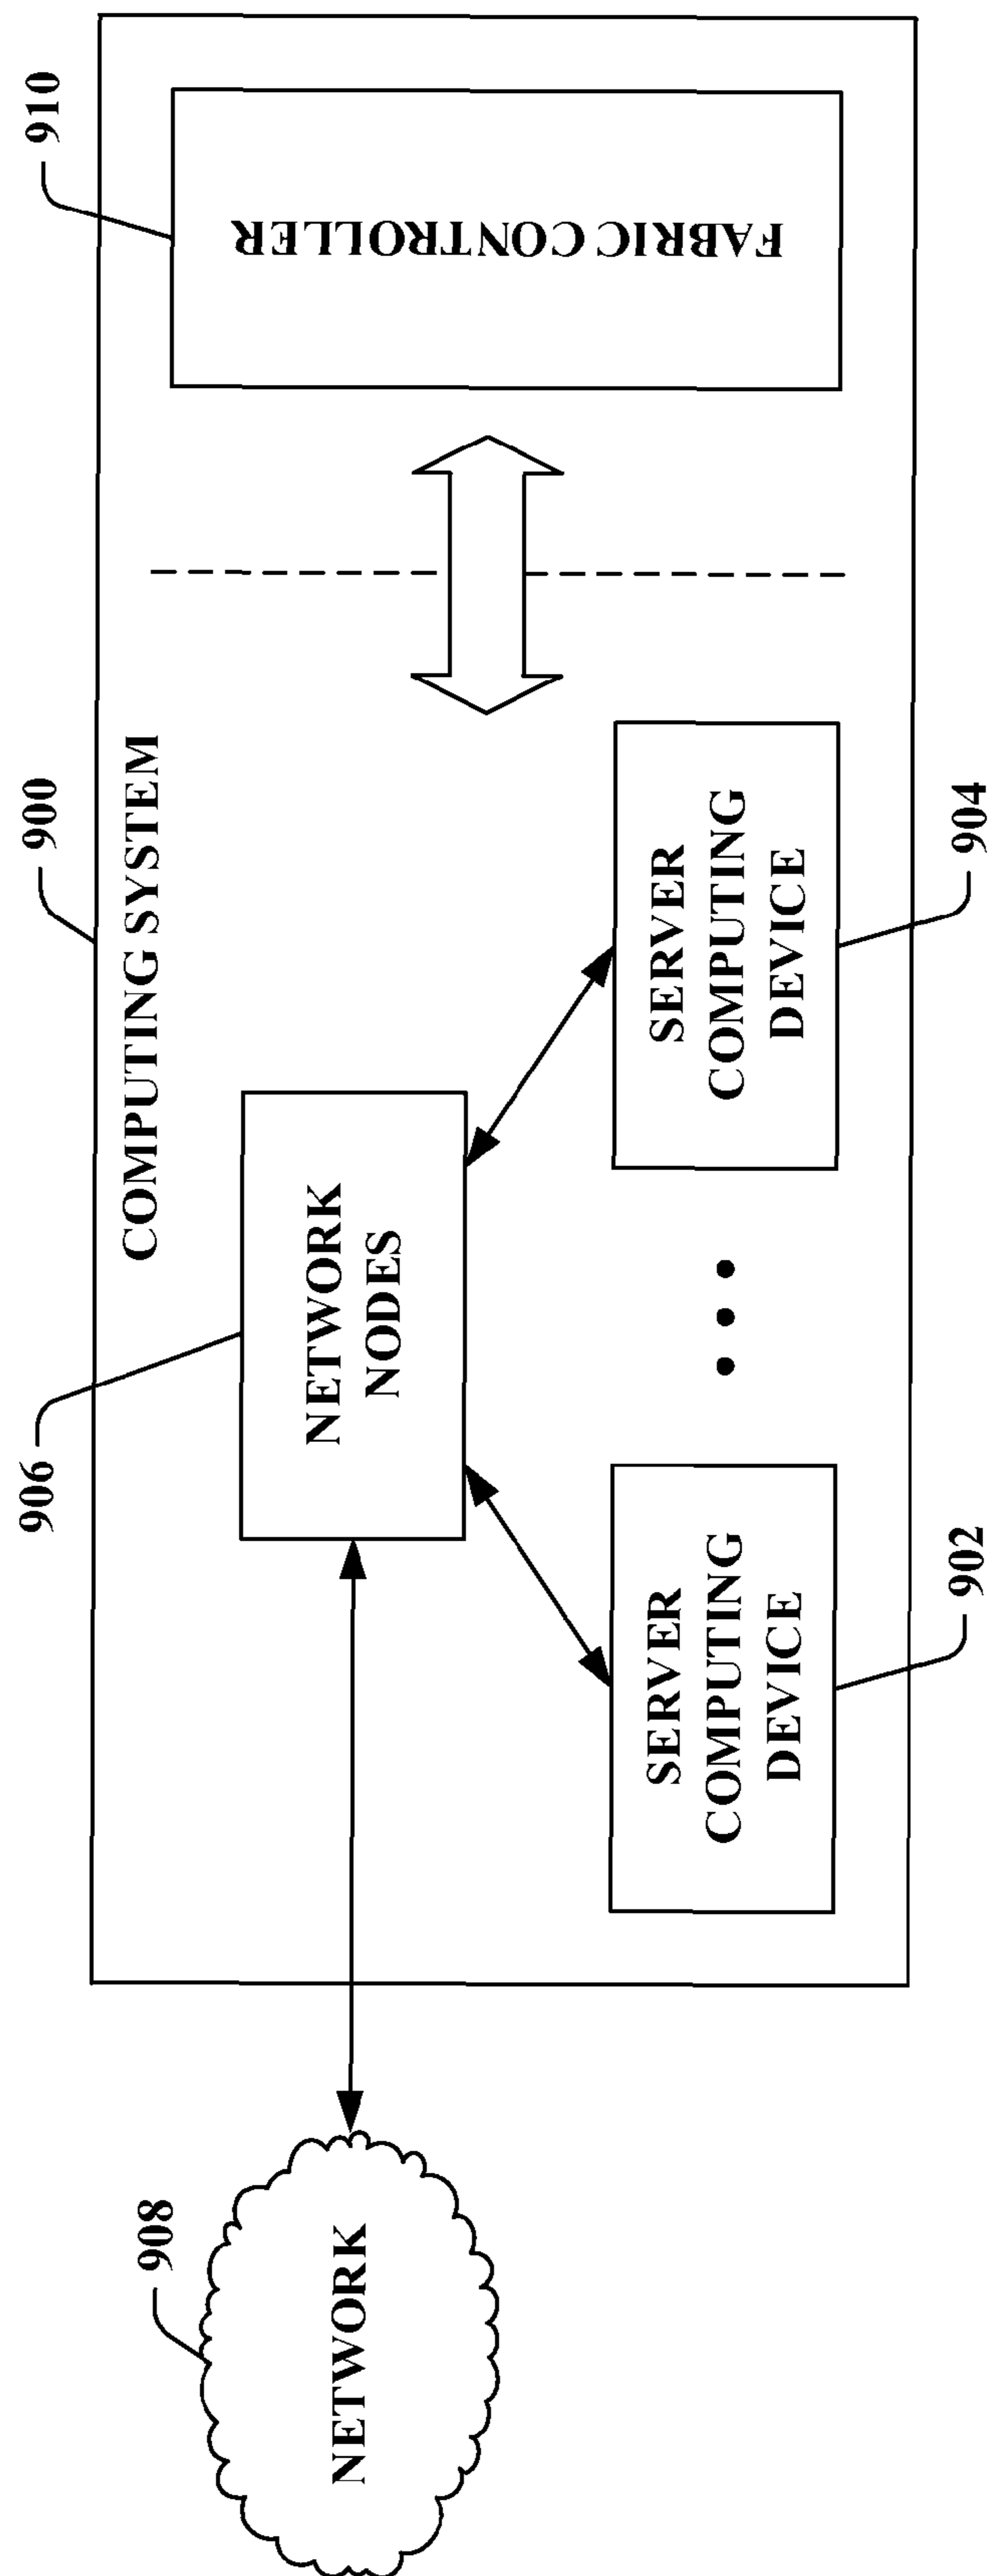 900
COMPUTING SYSTEM
910
FABRIC CONTROLLER
906
NETWORK
NODES
908
NETWORK
SERVER
COMPUTING
DEVICE
902
SERVER
COMPUTING
DEVICE
904